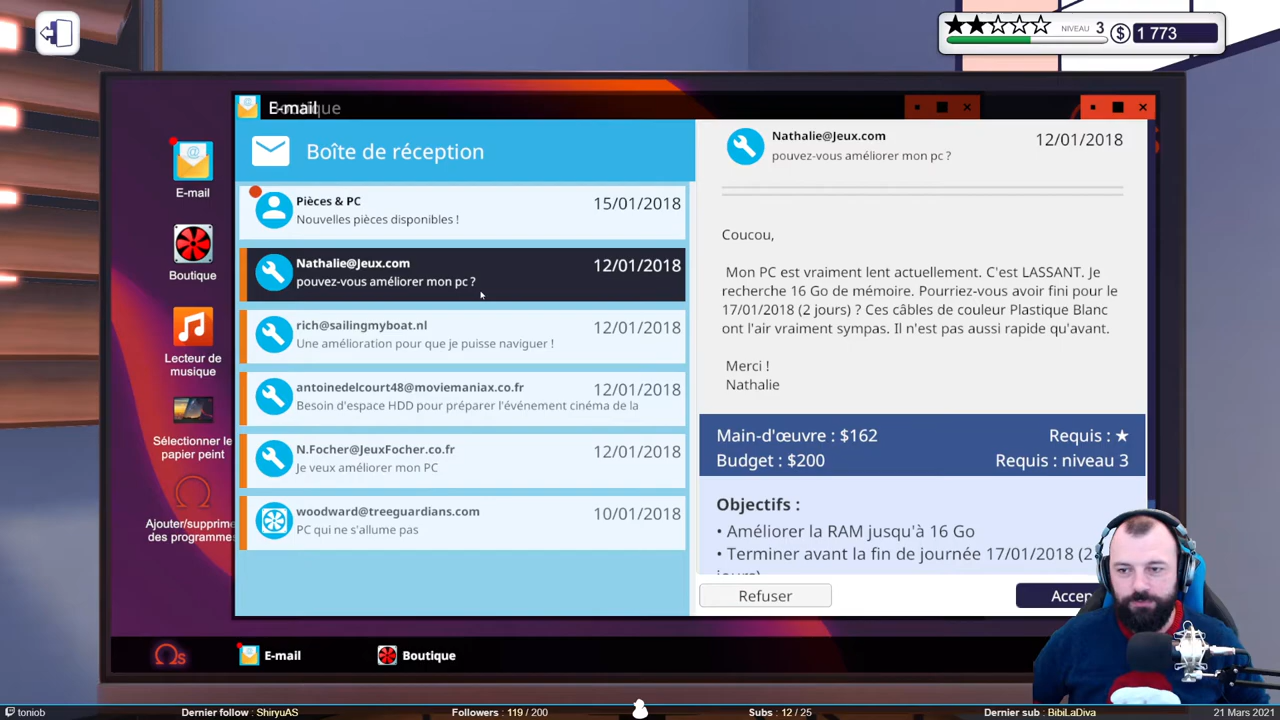 NIVEAU 3
$ 1 773
E-mail
Boîte de réception
Pièces & PC
15/01/2018
Nouvelles pièces disponibles !
Nathalie@Jeux.com
12/01/2018
pouvez-vous améliorer mon pc ?
rich@sailingmyboat.nl
12/01/2018
Une amélioration pour que je puisse naviguer !
antoinedelcourt48@moviemaniax.co.fr
12/01/2018
Besoin d'espace HDD pour préparer l'événement cinéma de la
N.Focher@JeuxFocher.co.fr
12/01/2018
Je veux améliorer mon PC
woodward@treeguardians.com
10/01/2018
PC qui ne s'allume pas
E-mail
Boutique
Lecteur de
musique
Sélectionner le
papier peint
Ajouter/supprime
des programmes
Nathalie@Jeux.com
12/01/2018
pouvez-vous améliorer mon pc ?
Coucou,
Mon PC est vraiment lent actuellement. C'est LASSANT. Je
recherche 16 Go de mémoire. Pourriez-vous avoir fini pour le
17/01/2018 (2 jours) ? Ces câbles de couleur Plastique Blanc
ont l'air vraiment sympas. Il n'est pas aussi rapide qu'avant.
Merci !
Nathalie
Main-d'œuvre : $162
Requis : ★
Budget : $200
Requis : niveau 3
Objectifs :
• Améliorer la RAM jusqu'à 16 Go
• Terminer avant la fin de journée 17/01/2018 (2
Refuser
Accep
E-mail
Boutique
toniob
Dernier follow : ShiryuAS
Followers : 119 / 200
Subs : 12 / 25
Dernier sub : BibiLaDiva
21 Mars 2021